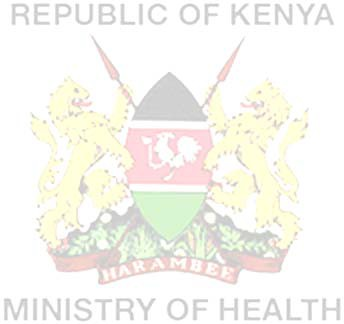 REPUBLIC OF KENYA
HARAMBEE
MINISTRY OF HEALTH